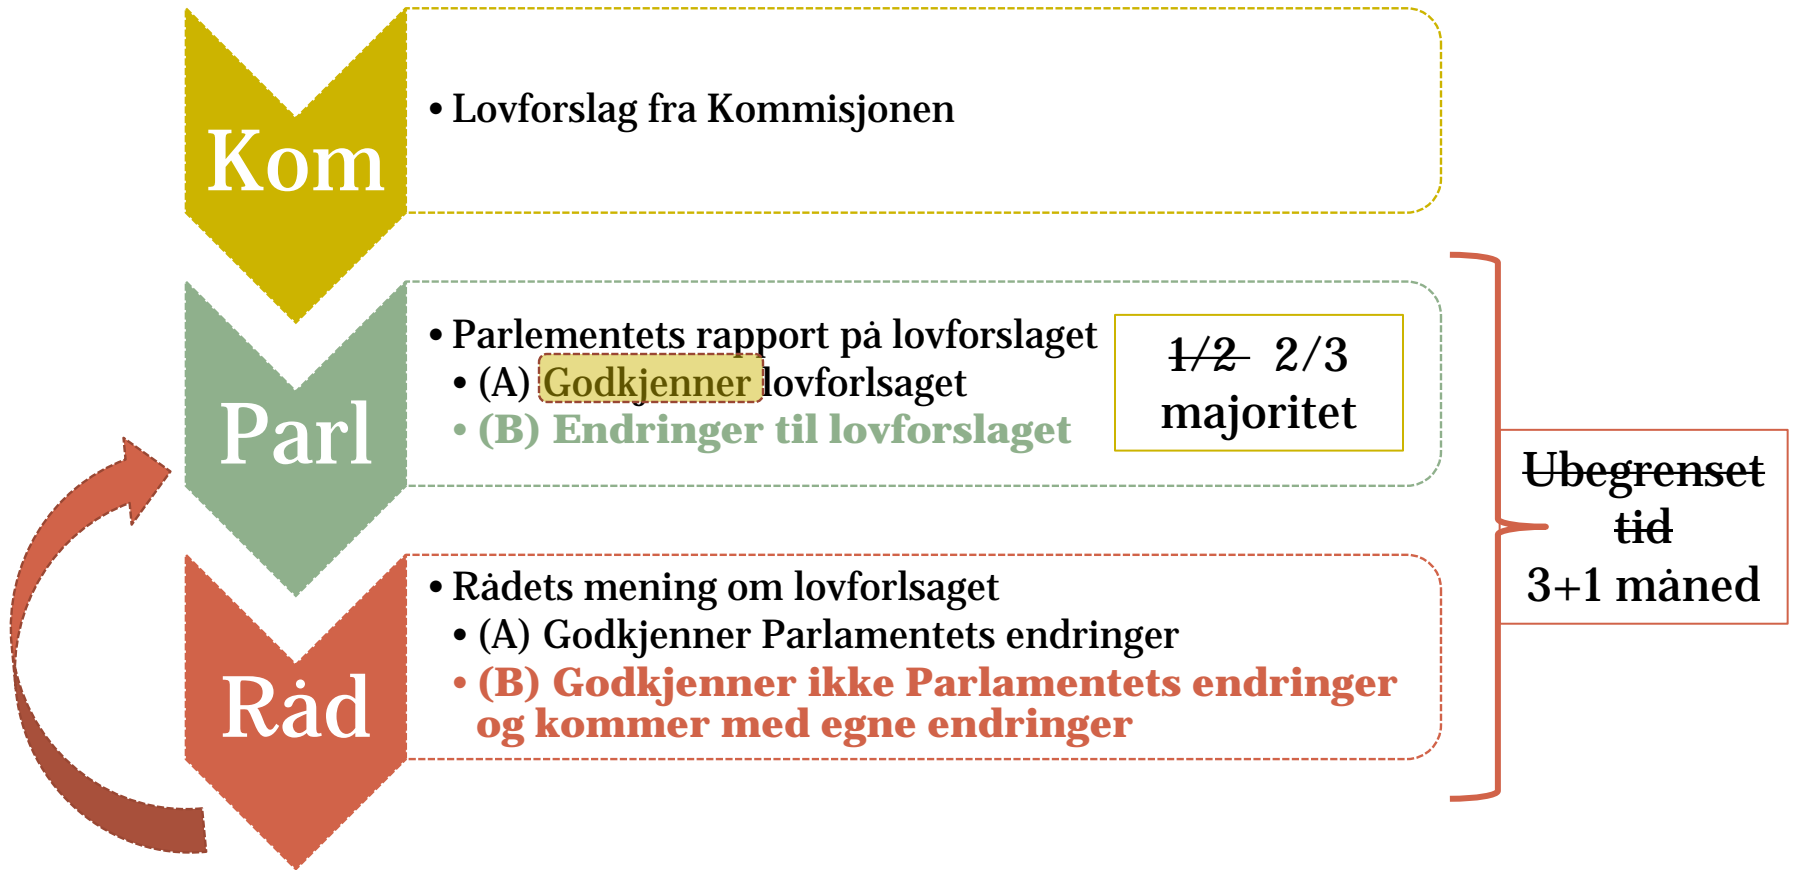 Kom
• Lovforslag fra Kommisjonen
Parl
• Parlementets rapport på lovforslaget
• (A) Godkjenner lovforlsaget
• (B) Endringer til lovforslaget
1/2 2/3
majoritet
Råd
• Rådets mening om lovforlsaget
• (A) Godkjenner Parlamentets endringer
• (B) Godkjenner ikke Parlamentets endringer
og kommer med egne endringer
Ubegrenset
tid
3+1 måned